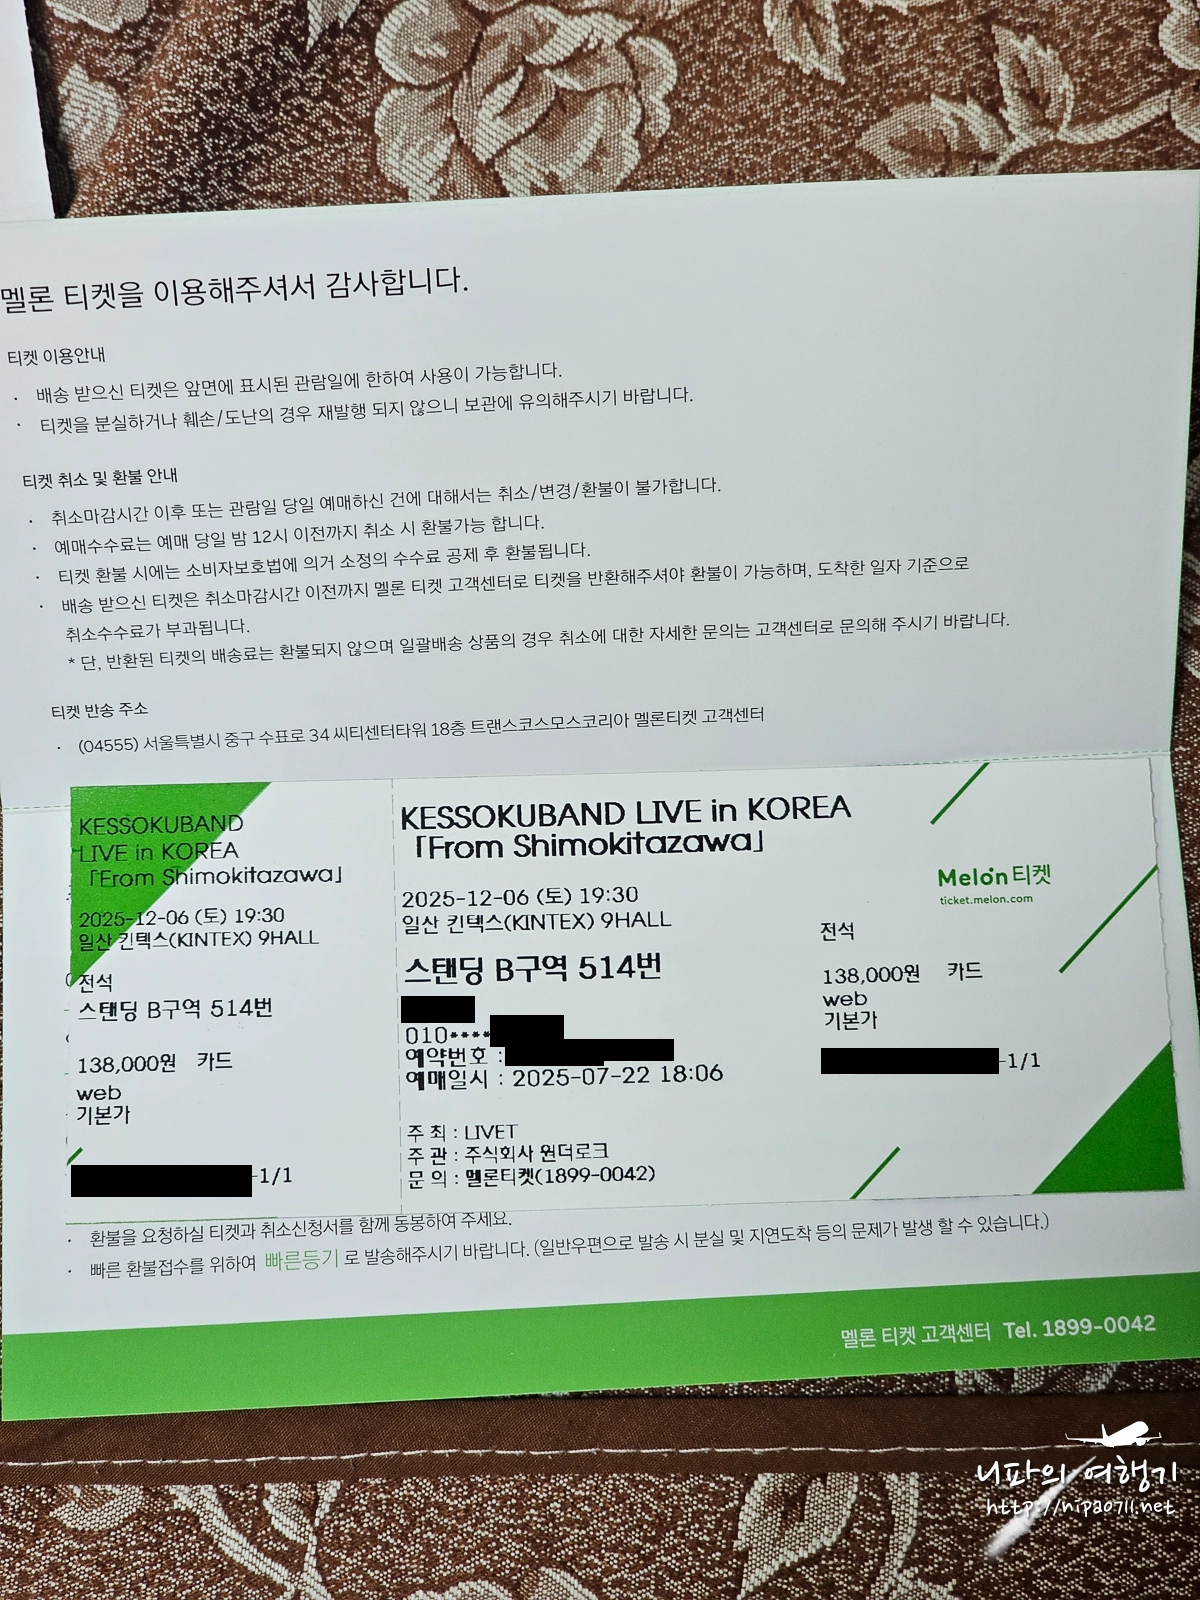 멜론 티켓을 이용해주셔서 감사합니다.
티켓 이용안내
· 배송 받으신 티켓은 앞면에 표시된 관람일에 한하여 사용이 가능합니다.
· 티켓을 분실하거나 훼손/도난의 경우 재발행 되지 않으니 보관에 유의해주시기 바랍니다.
티켓 취소 및 환불 안내
· 취소마감시간 이후 또는 관람일 당일 예매하신 건에 대해서는 취소/변경/환불이 불가합니다.
· 예매수수료는 예매 당일 밤 12시 이전까지 취소 시 환불가능 합니다.
· 티켓 환불 시에는 소비자보호법에 의거 소정의 수수료 공제 후 환불됩니다.
· 배송 받으신 티켓은 취소마감시간 이전까지 멜론 티켓 고객센터로 티켓을 반환해주셔야 환불이 가능하며, 도착한 일자 기준으로
취소수수료가 부과됩니다.
* 단, 반환된 티켓의 배송료는 환불되지 않으며 일괄배송 상품의 경우 취소에 대한 자세한 문의는 고객센터로 문의해 주시기 바랍니다.
티켓 반송 주소
· (04555) 서울특별시 중구 수표로 34 씨티센터타워 18층 트랜스코스모스코리아 멜론티켓 고객센터
KESSOKUBAND
LIVE in KOREA
「From Shimokitazawa」
2025-12-06 (토) 19:30
일산 킨텍스(KINTEX) 9HALL
전석
스탠딩 B구역 514번
138,000원 카드
web
기본가
-1/1
KESSOKUBAND LIVE in KOREA
「From Shimokitazawa」
2025-12-06 (토) 19:30
일산 킨텍스(KINTEX) 9HALL
스탠딩 B구역 514번
010****
예약번호 :
예매일시 : 2025-07-22 18:06
주 최 : LIVET
주 관 : 주식회사 원더로크
문 의 : 멜론티켓(1899-0042)
Melon 티켓
ticket.melon.com
전석
138,000원 카드
web
기본가
-1/1
· 환불을 요청하실 티켓과 취소신청서를 함께 동봉하여 주세요.
· 빠른 환불접수를 위하여 빠른등기 로 발송해주시기 바랍니다. (일반우편으로 발송 시 분실 및 지연도착 등의 문제가 발생 할 수 있습니다.)
멜론 티켓 고객센터 Tel. 1899-0042
니파의 여행기
http://nipa0711.net